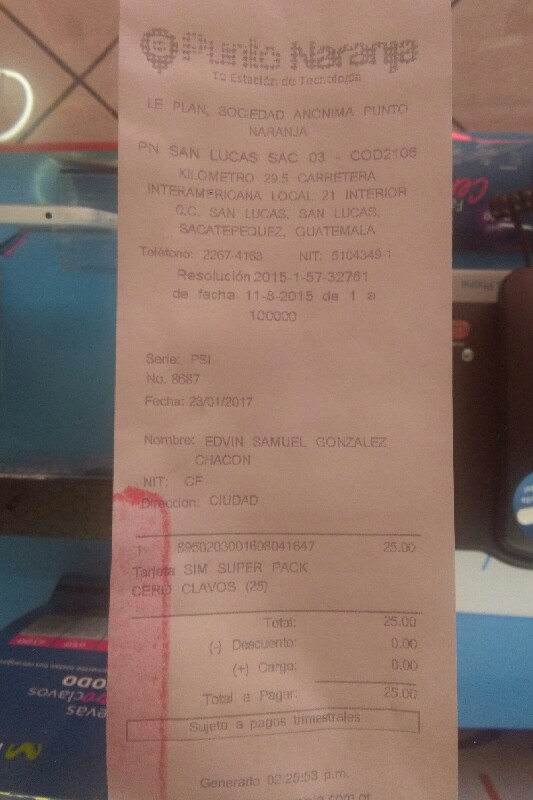 Punto Naranja
Tu Estación de Tecnología
LE PLAN, SOCIEDAD ANONIMA PUNTO
NARANJA
PN SAN LUCAS SAC 03 - COD2105
KILOMETRO 29.5 CARRETERA
INTERAMERICANA LOCAL 21 INTERIOR
C.C. SAN LUCAS, SAN LUCAS,
SACATEPEQUEZ, GUATEMALA
Teléfono: 2267-4163 NIT: 5104349-1
Resolución 2015-1-57-32761
de fecha 11-8-2015 de 1 a
100000
Serie: PSI
No. 8687
Fecha: 23/01/2017
Nombre: EDVIN SAMUEL GONZALEZ
CHACON
NIT: CF
Direccion: CIUDAD
1 8950203001608041647 25.00
Tarjeta SIM SUPER PACK
CERO CLAVOS (25)
Total: 25.00
(-) Descuento: 0.00
(+) Cargo: 0.00
Total a Pagar: 25.00
Sujeto a pagos trimestrales
Generado 02:25:53 p.m.